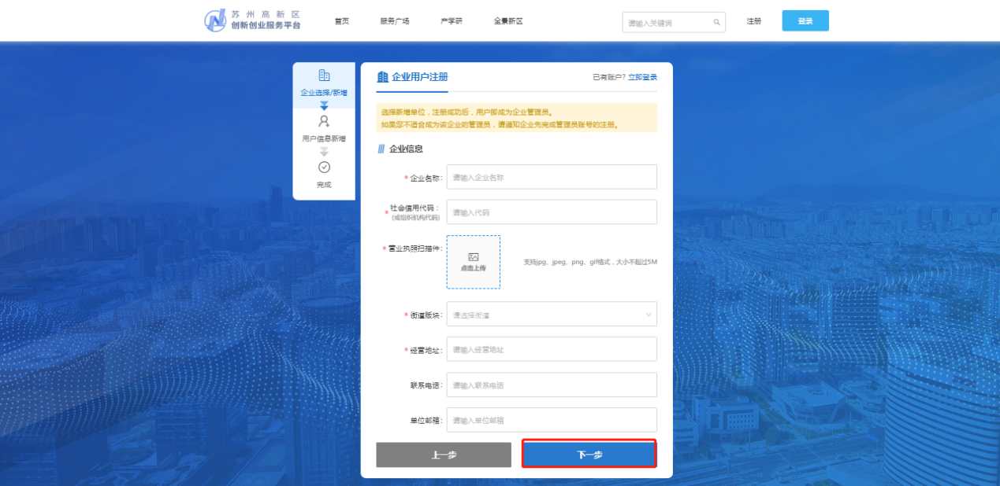 苏州高新区
创新创业服务平台
首页
服务广场
产学研
全景新区
请输入关键词
注册
登录
企业选择/新增
用户信息新增
完成
企业用户注册
已有账户? 立即登录
选择新增单位，注册成功后，用户即成为企业管理员。
如果您不适合成为该企业的管理员，请通知企业先完成管理员账号的注册。
企业信息
* 企业名称:
请输入企业名称
* 社会信用代码：
(或组织机构代码)
请输入代码
* 营业执照扫描件:
点击上传
支持jpg、jpeg、png、gif格式，大小不超过5M
* 街道版块:
请选择街道
* 经营地址:
请输入经营地址
联系电话:
请输入联系电话
单位邮箱:
请输入单位邮箱
上一步
下一步